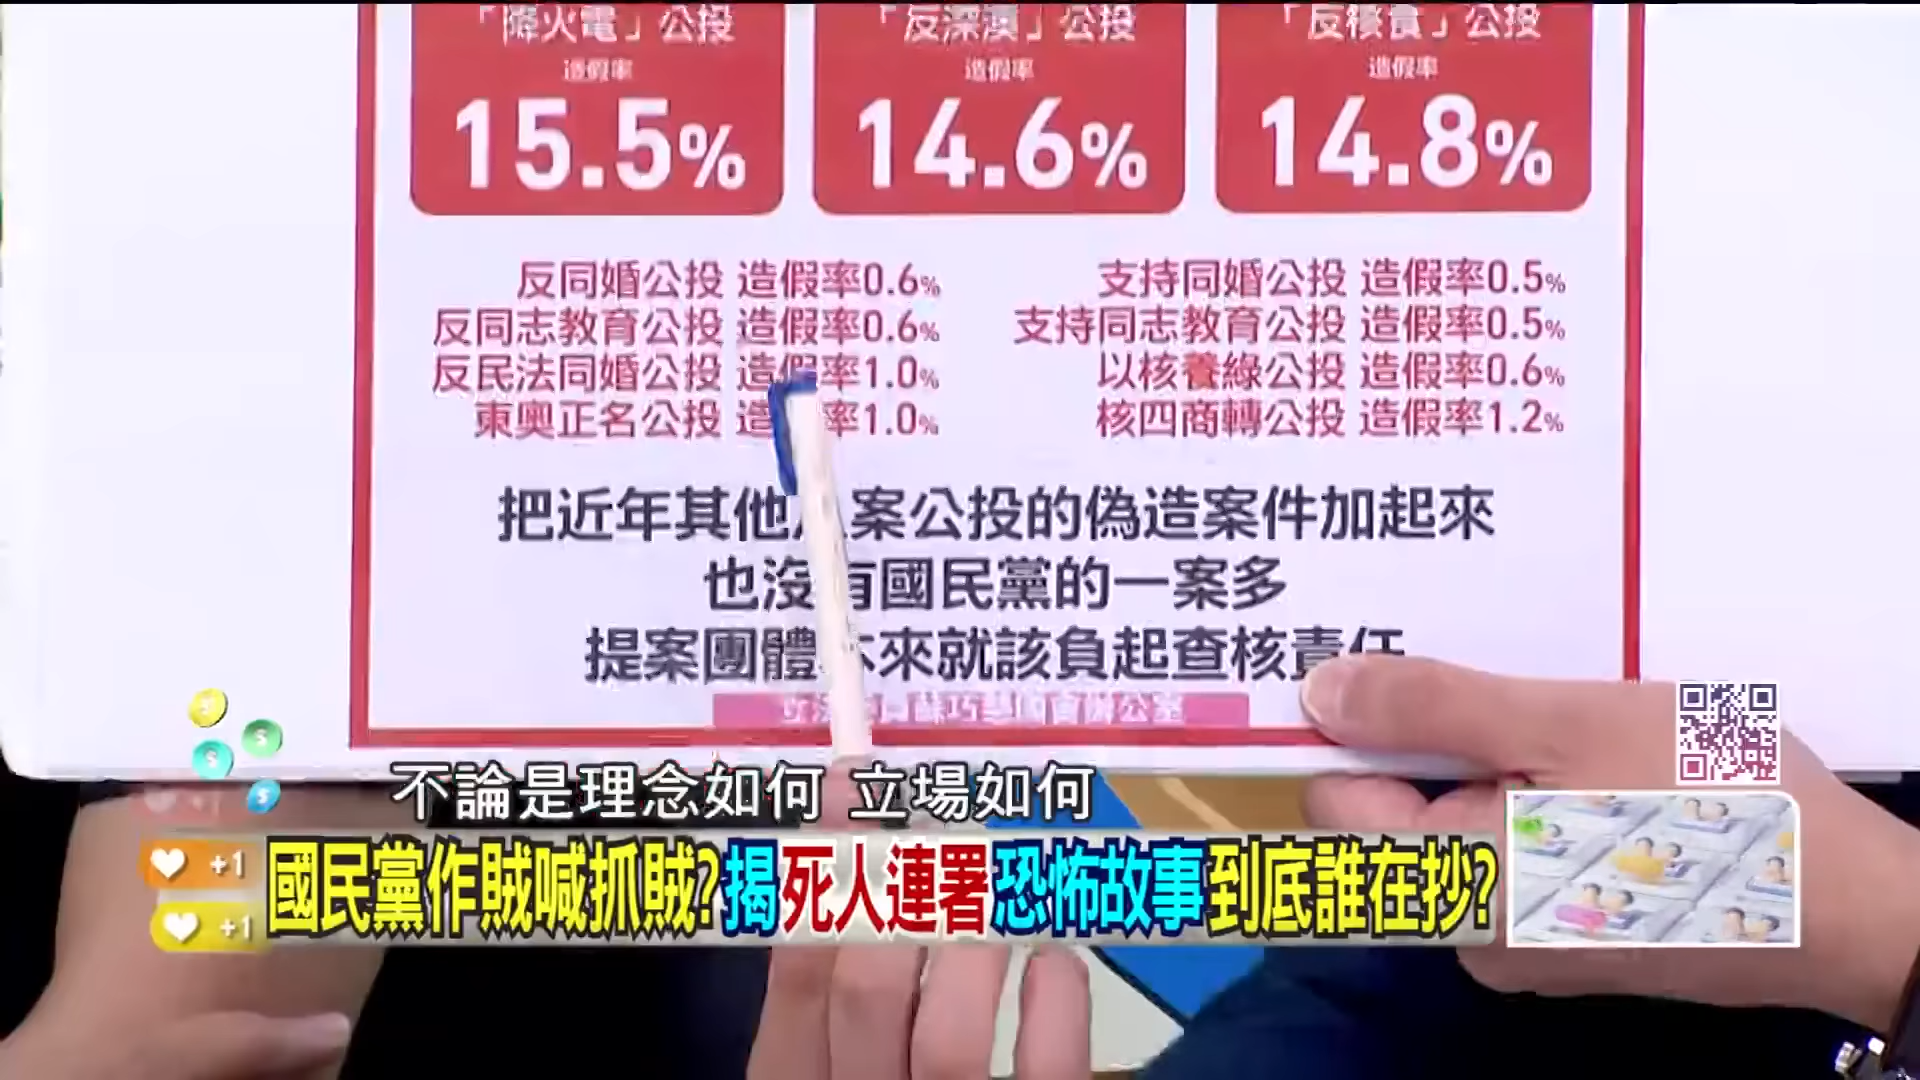 「降火電」公投
造假率
15.5%
「反深澳」公投
造假率
14.6%
「反核食」公投
造假率
14.8%
反同婚公投 造假率0.6%
反同志教育公投 造假率0.6%
反民法同婚公投 造假率1.0%
東奧正名公投 造 率1.0%
支持同婚公投 造假率0.5%
支持同志教育公投 造假率0.5%
以核養綠公投 造假率0.6%
核四商轉公投 造假率1.2%
把近年其他 案公投的偽造案件加起來
也沒有國民黨的一案多
提案團體本來就該負起查核責任
不論是理念如何 立場如何
國民黨作賊喊抓賊?揭死人連署恐怖故事到底誰在抄?
+1
+1